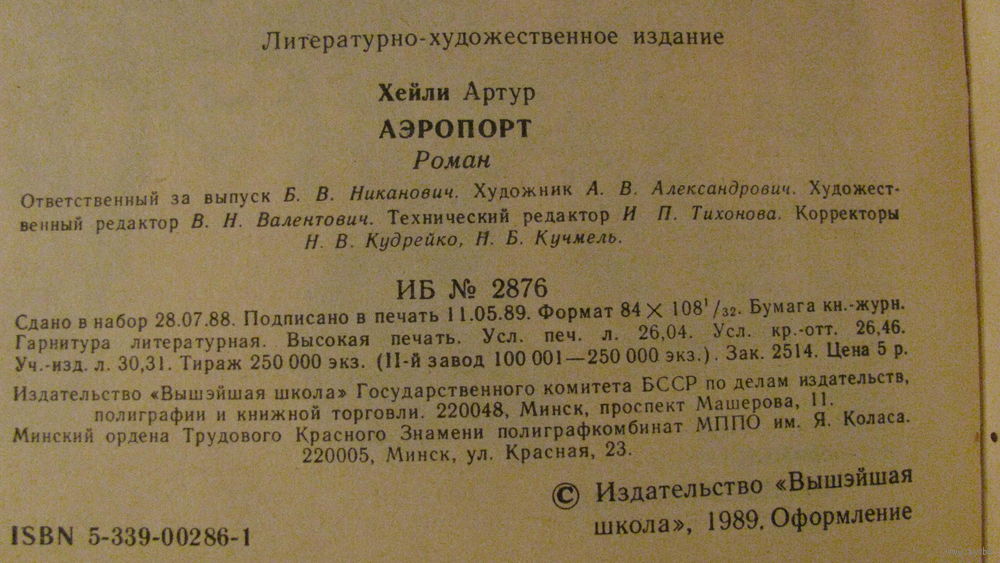 Литературно-художественное издание
Хейли Артур
АЭРОПОРТ
Роман
Ответственный за выпуск Б. В. Никанович. Художник А. В. Александрович. Художест-
венный редактор В. Н. Валентович. Технический редактор И П. Тихонова. Корректоры
Н. В. Кудрейко, Н. Б. Кучмель.
ИБ № 2876
Сдано в набор 28.07.88. Подписано в печать 11.05.89. Формат 84 × 108¹/₃₂. Бумага кн.-журн.
Гарнитура литературная. Высокая печать. Усл. печ. л. 26,04. Усл. кр.-отт. 26,46.
Уч.-изд. л. 30,31. Тираж 250 000 экз. (II-й завод 100 001—250 000 экз.). Зак. 2514. Цена 5 р.
Издательство «Вышэйшая школа» Государственного комитета БССР по делам издательств,
полиграфии и книжной торговли. 220048, Минск, проспект Машерова, 11.
Минский ордена Трудового Красного Знамени полиграфкомбинат МППО им. Я. Коласа.
220005, Минск, ул. Красная, 23.
© Издательство «Вышэйшая
школа», 1989. Оформление
ISBN 5-339-00286-1